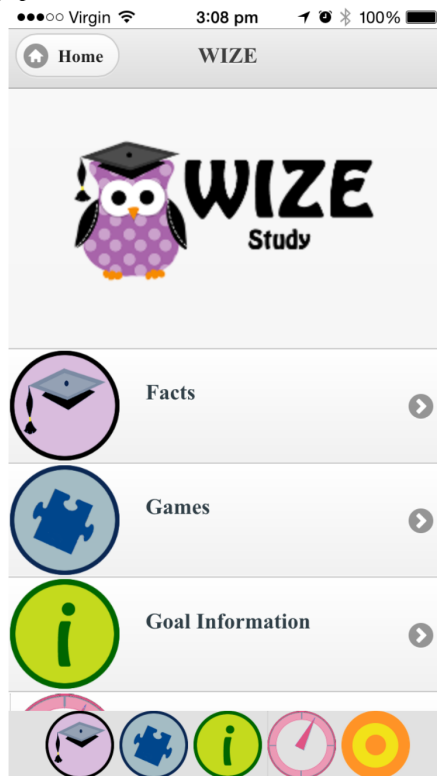 Virgin 3:08 pm 100%
Home WIZE
WIZE
Study
Facts
Games
Goal Information